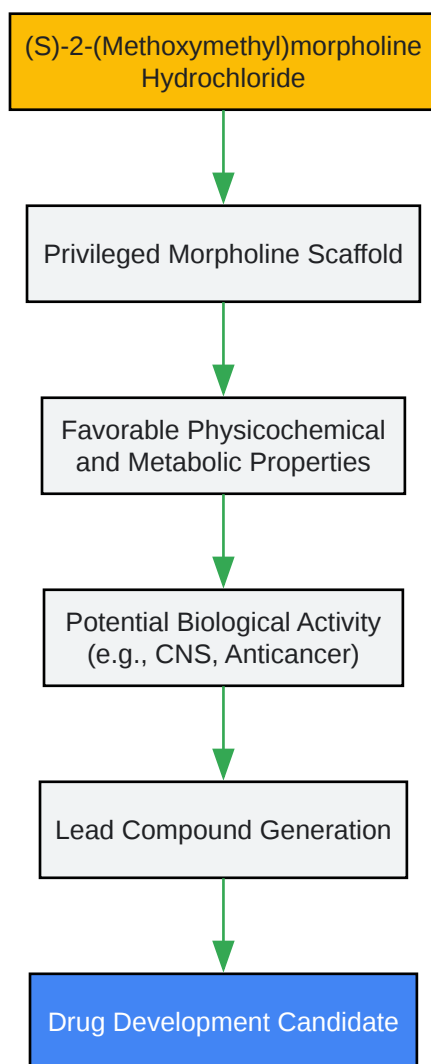 (S)-2-(Methoxymethyl)morpholine
Hydrochloride
Privileged Morpholine Scaffold
Favorable Physicochemical
and Metabolic Properties
Potential Biological Activity
(e.g., CNS, Anticancer)
Lead Compound Generation
Drug Development Candidate